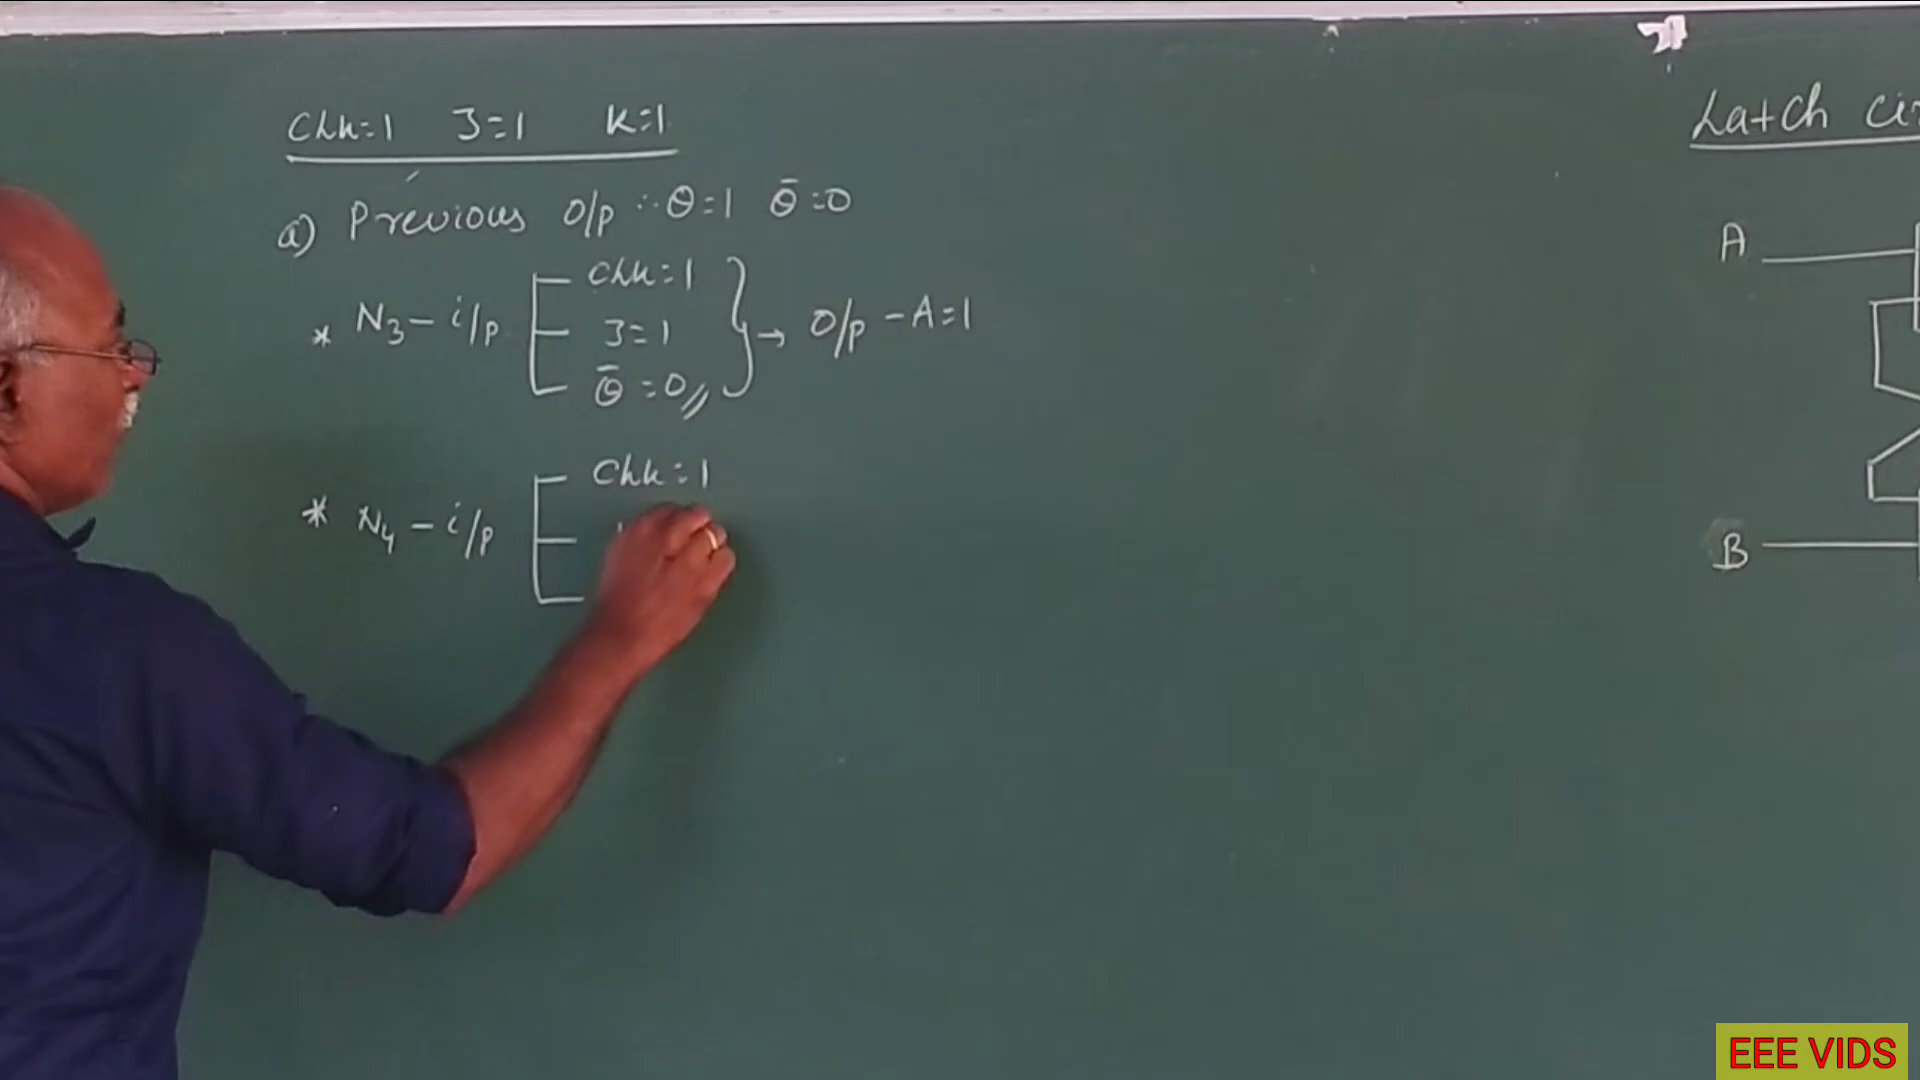 Clk=1 J=1 K=1
a) Previous o/p ∴ Q=1 Q̄=0
* N3 - i/p
Clk=1
J=1
Q̄=0
→ O/p - A=1
* N4 - i/p
Clk=1
Latch
A
B
EEE VIDS